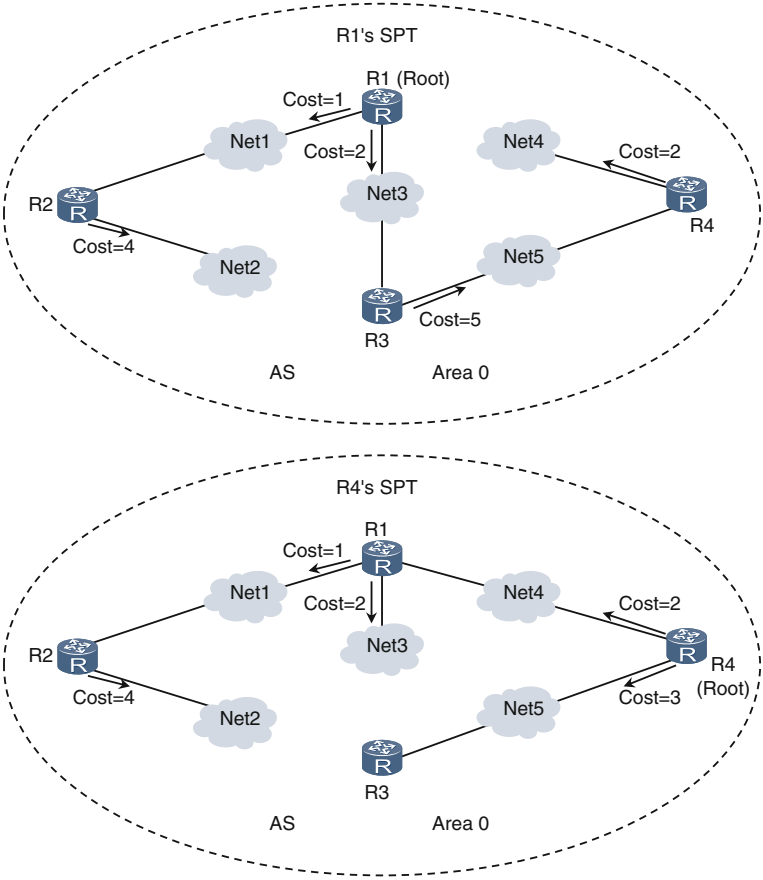 R1's SPT
R1 (Root)
Cost=1
Net1
Cost=2
Net4
Cost=2
R
Net3
R2
R
R
R4
Cost=4
Net2
Net5
R
Cost=5
R3
AS
Area 0
R4's SPT
R1
Cost=1
R
Net1
Cost=2
Net4
Cost=2
R2
R
Net3
R
R4
(Root)
Cost=4
Cost=3
Net2
Net5
R
R3
AS
Area 0